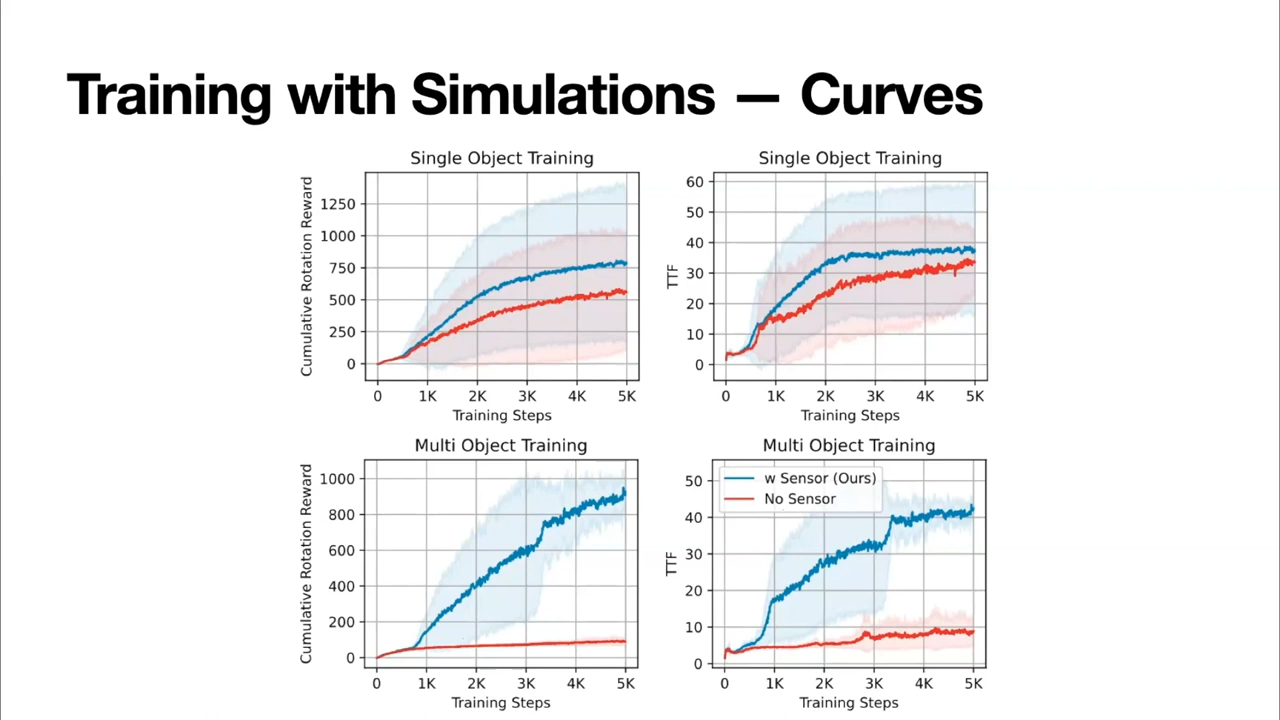 Training with Simulations — Curves
Single Object Training
Cumulative Rotation Reward
1250
1000
750
500
250
0
0 1K 2K 3K 4K 5K
Training Steps
Single Object Training
TTF
60
50
40
30
20
10
0
0 1K 2K 3K 4K 5K
Training Steps
Multi Object Training
Cumulative Rotation Reward
1000
800
600
400
200
0
0 1K 2K 3K 4K 5K
Training Steps
Multi Object Training
w Sensor (Ours)
No Sensor
TTF
50
40
30
20
10
0
0 1K 2K 3K 4K 5K
Training Steps